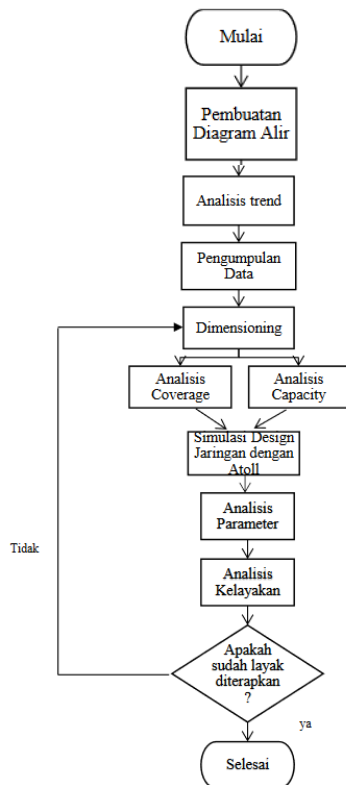 Mulai
Pembuatan
Diagram Alir
Analisis trend
Pengumpulan
Data
Dimensioning
Analisis
Coverage
Analisis
Capacity
Simulasi Design
Jaringan dengan
Atoll
Analisis
Parameter
Tidak
Analisis
Kelayakan
Apakah
sudah layak
diterapkan
?
ya
Selesai